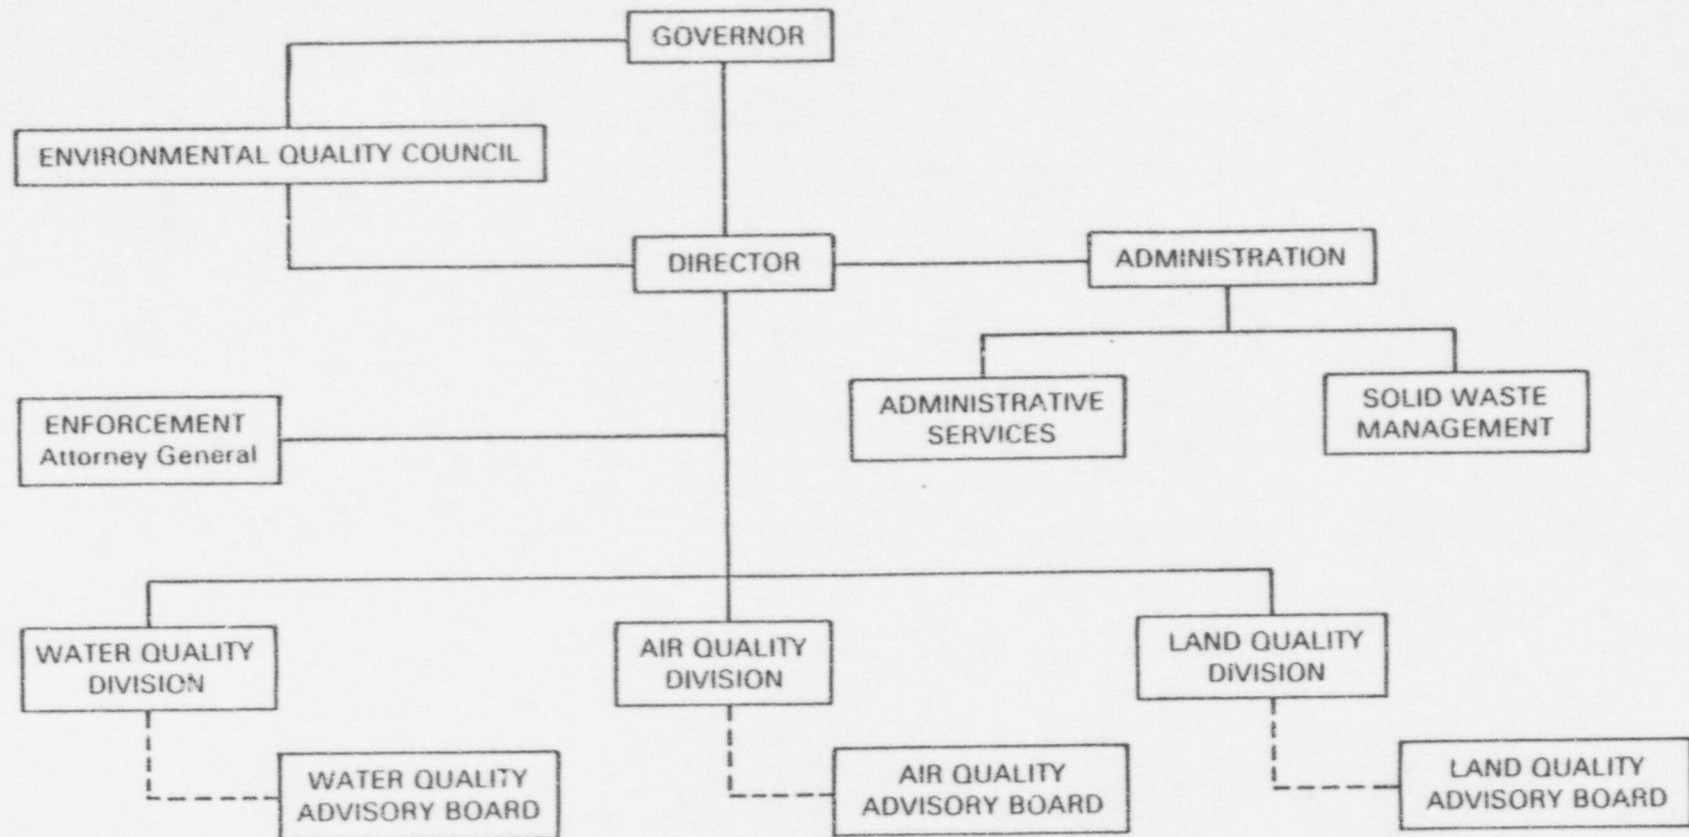 GOVERNOR
ENVIRONMENTAL QUALITY COUNCIL
DIRECTOR
ADMINISTRATION
ENFORCEMENT
Attorney General
ADMINISTRATIVE
SERVICES
SOLID WASTE
MANAGEMENT
WATER QUALITY
DIVISION
AIR QUALITY
DIVISION
LAND QUALITY
DIVISION
WATER QUALITY
ADVISORY BOARD
AIR QUALITY
ADVISORY BOARD
LAND QUALITY
ADVISORY BOARD